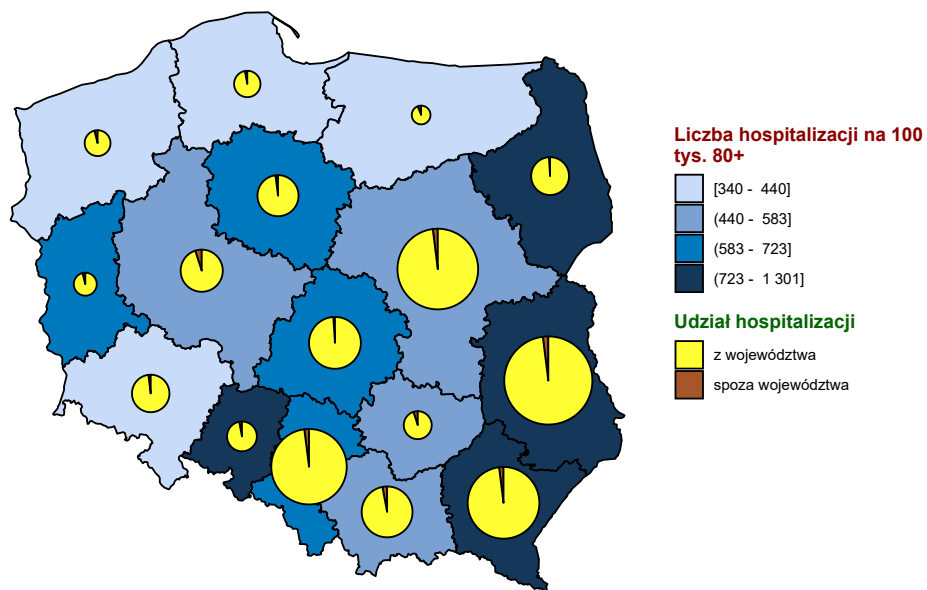 Liczba hospitalizacji na 100
tys. 80+
[340 - 440]
(440 - 583]
(583 - 723]
(723 - 1 301]
Udział hospitalizacji
z województwa
spoza województwa